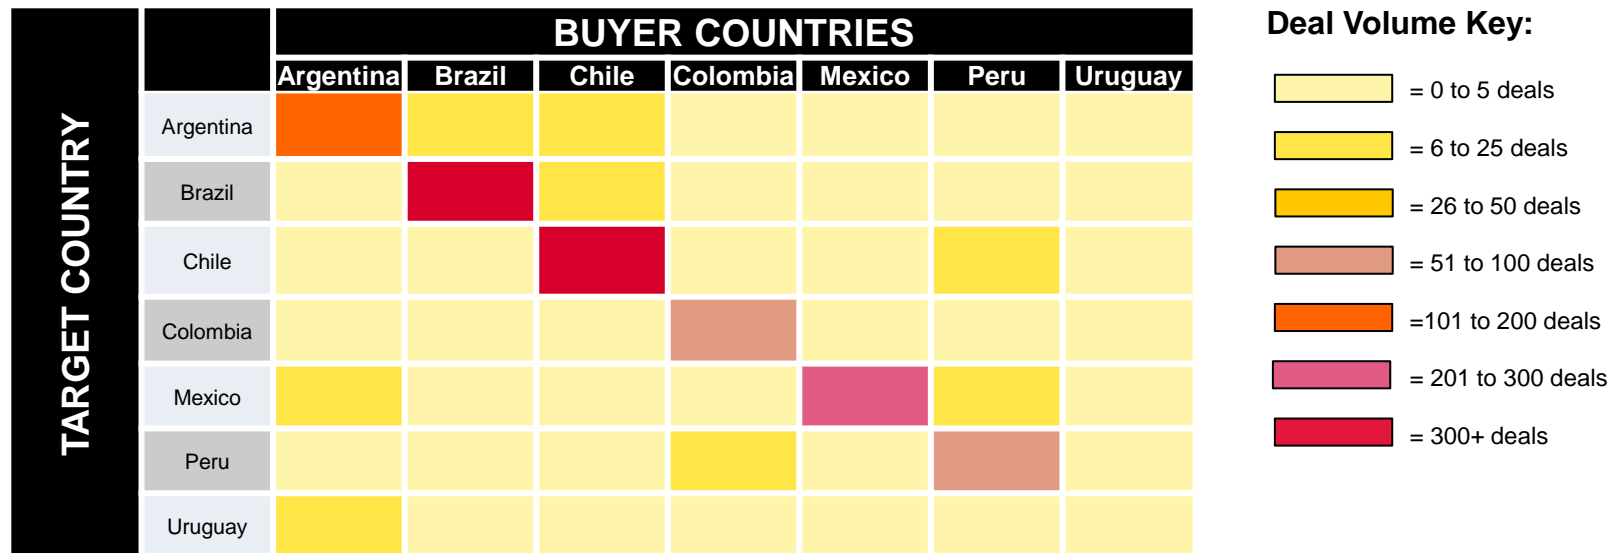 BUYER COUNTRIES
Argentina Brazil Chile Colombia Mexico Peru Uruguay
TARGET COUNTRY
Argentina
Brazil
Chile
Colombia
Mexico
Peru
Uruguay
Deal Volume Key:
= 0 to 5 deals
= 6 to 25 deals
= 26 to 50 deals
= 51 to 100 deals
=101 to 200 deals
= 201 to 300 deals
= 300+ deals